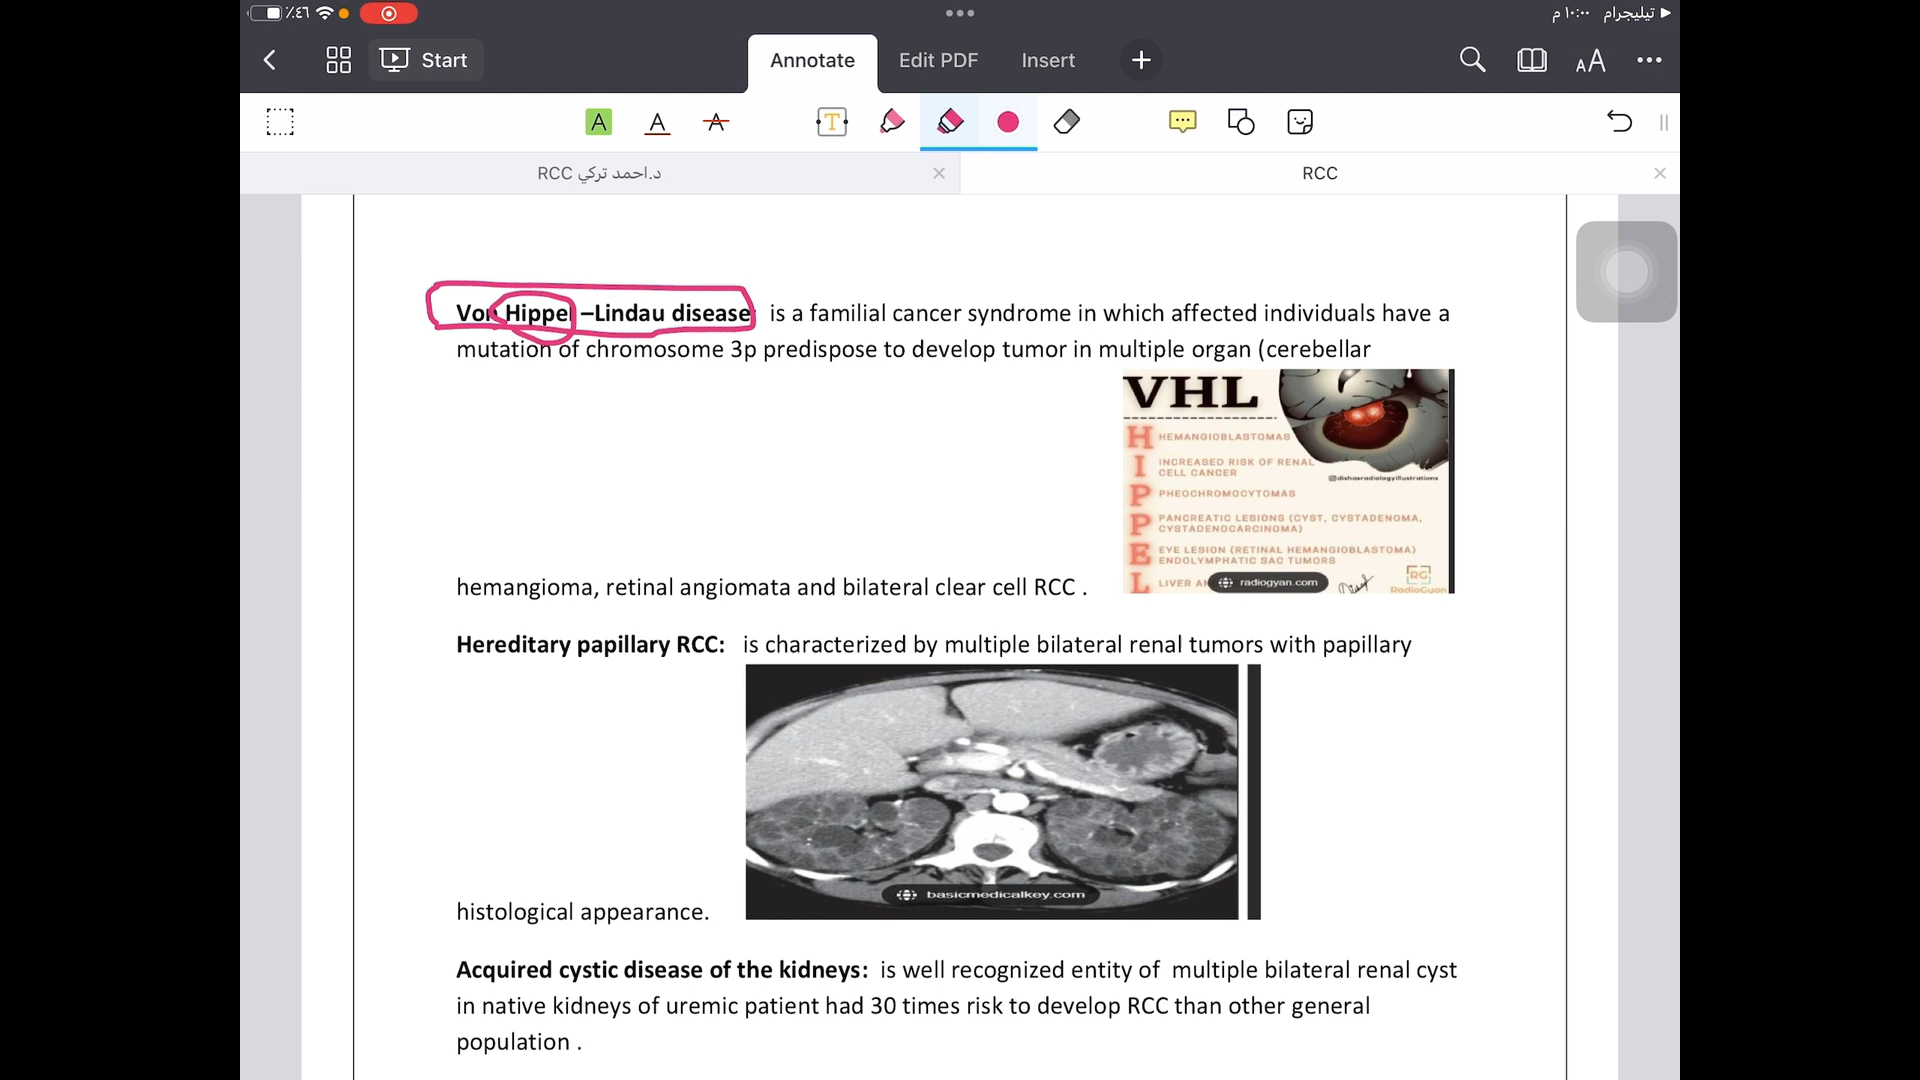 ٪٤٦
تيليجرام ١٠:٠٠ م
Start
Annotate
Edit PDF
Insert
RCC د.احمد تركي
RCC
Von Hippel –Lindau disease is a familial cancer syndrome in which affected individuals have a
mutation of chromosome 3p predispose to develop tumor in multiple organ (cerebellar
VHL
H HEMANGIOBLASTOMAS
I INCREASED RISK OF RENAL
CELL CANCER
@dishasradiologyillustrations
P PHEOCHROMOCYTOMAS
P PANCREATIC LESIONS (CYST, CYSTADENOMA,
CYSTADENOCARCINOMA)
E EYE LESION (RETINAL HEMANGIOBLASTOMA)
ENDOLYMPHATIC SAC TUMORS
L LIVER
radiogyan.com
RG
RadioGyan
hemangioma, retinal angiomata and bilateral clear cell RCC .
Hereditary papillary RCC: is characterized by multiple bilateral renal tumors with papillary
basicmedicalkey.com
histological appearance.
Acquired cystic disease of the kidneys: is well recognized entity of multiple bilateral renal cyst
in native kidneys of uremic patient had 30 times risk to develop RCC than other general
population .